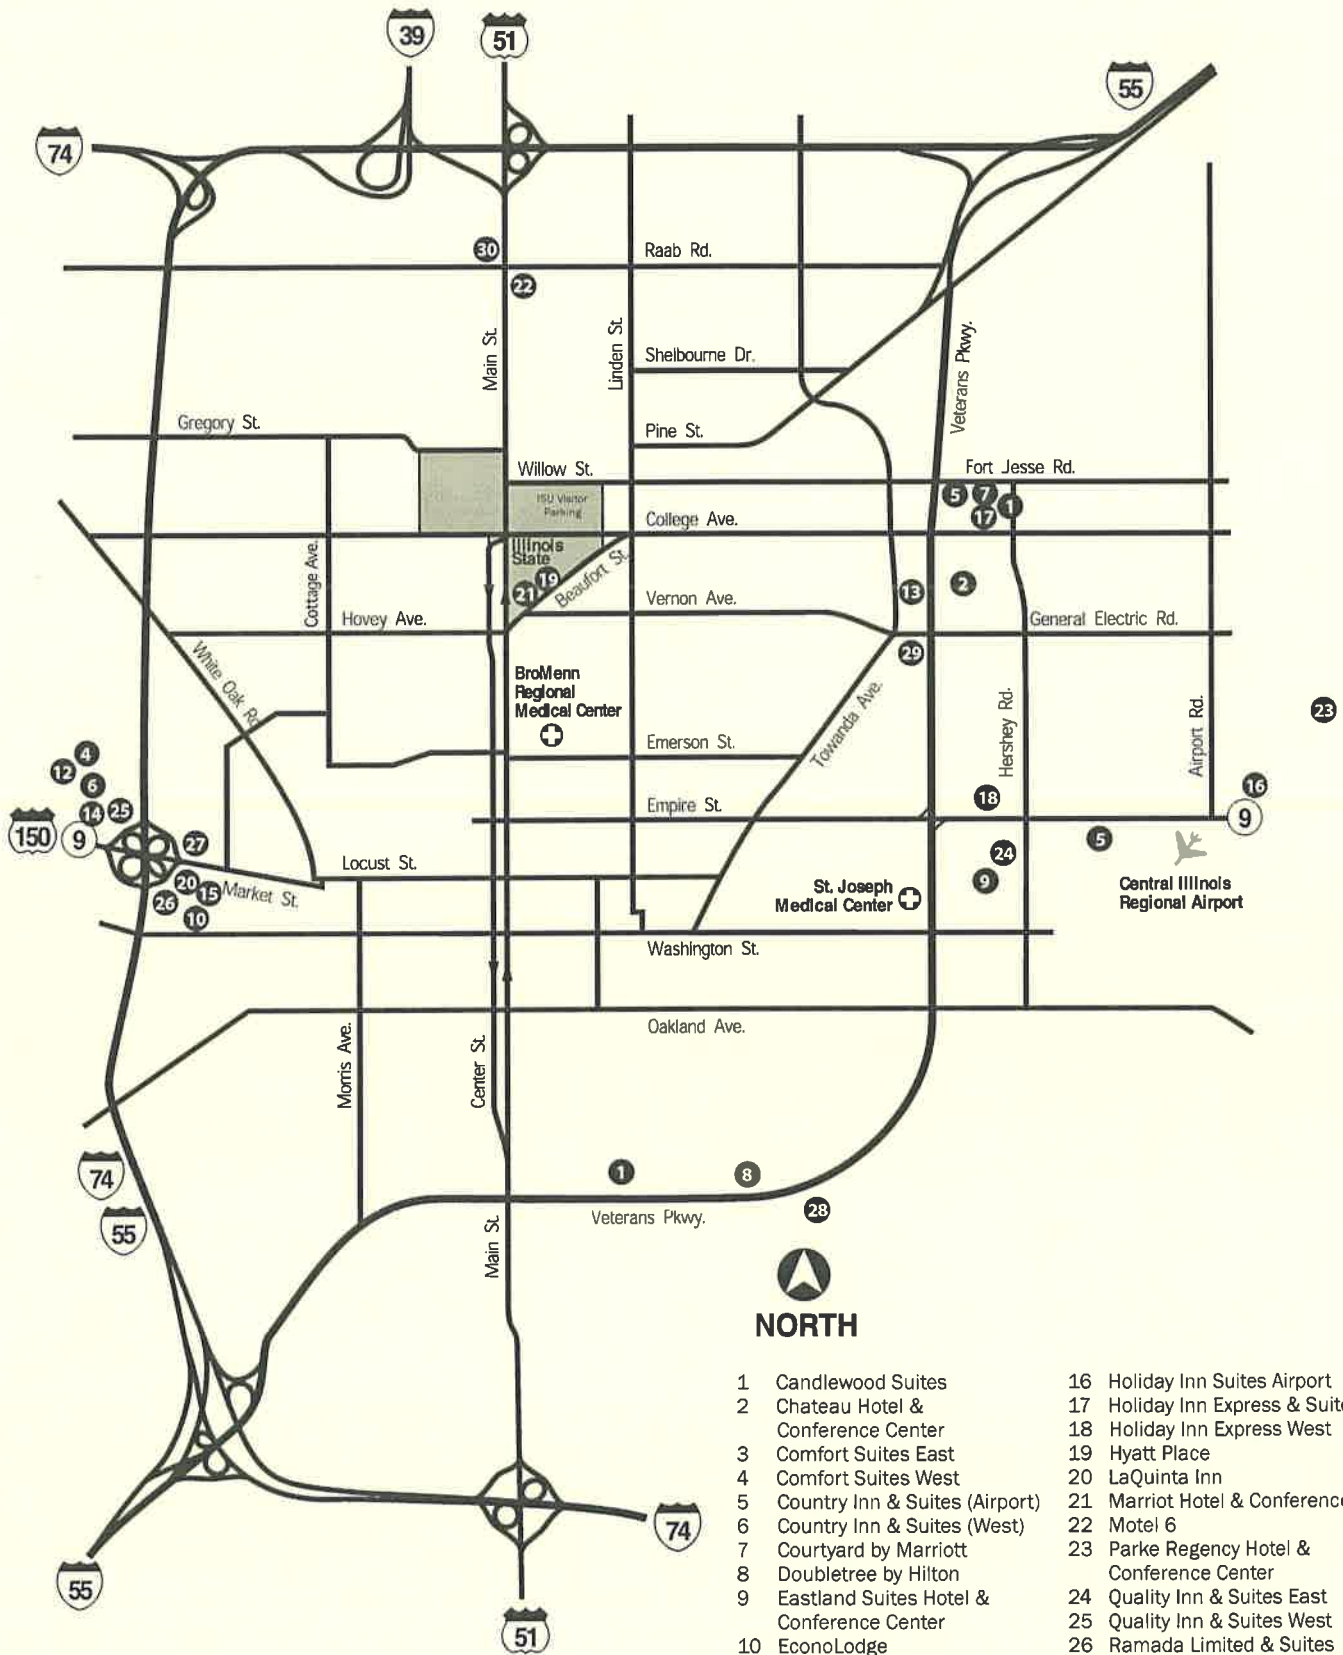 39
51
55
74
30
Raab Rd.
22
Main St.
Linden St.
Shelbourne Dr.
Veterans Pkwy.
Gregory St.
Pine St.
Willow St.
Fort Jesse Rd.
ISU Visitor
Parking
5
7
1
17
College Ave.
Illinois
State
Cottage Ave.
21
19
Beaufort St.
13
2
Hovey Ave.
Vernon Ave.
General Electric Rd.
29
White Oak Rd.
BroMenn
Regional
Medical Center
Towanda Ave.
Hershey Rd.
Airport Rd.
23
Emerson St.
4
12
6
14
25
18
16
Empire St.
150
9
9
27
5
Locust St.
24
20
15
Market St.
26
10
St. Joseph
Medical Center
9
Central Illinois
Regional Airport
Washington St.
Oakland Ave.
Morris Ave.
Center St.
74
55
1
8
28
Veterans Pkwy.
Main St.
NORTH
74
55
51
1 Candlewood Suites
2 Chateau Hotel &
Conference Center
3 Comfort Suites East
4 Comfort Suites West
5 Country Inn & Suites (Airport)
6 Country Inn & Suites (West)
7 Courtyard by Marriott
8 Doubletree by Hilton
9 Eastland Suites Hotel &
Conference Center
10 EconoLodge
16 Holiday Inn Suites Airport
17 Holiday Inn Express & Suite
18 Holiday Inn Express West
19 Hyatt Place
20 LaQuinta Inn
21 Marriot Hotel & Conference
22 Motel 6
23 Parke Regency Hotel &
Conference Center
24 Quality Inn & Suites East
25 Quality Inn & Suites West
26 Ramada Limited & Suites